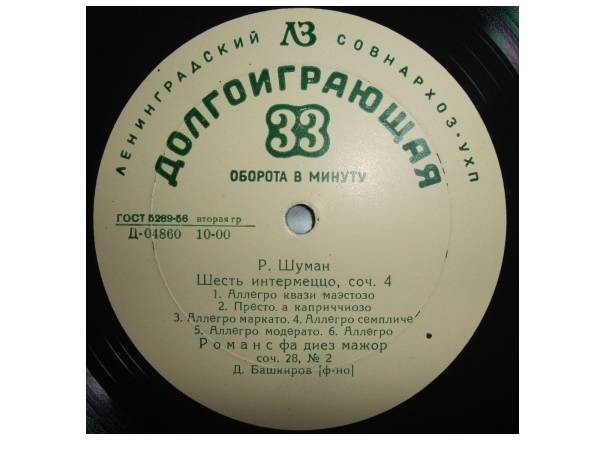 ЛЗ
ЛЕНИНГРАДСКИЙ СОВНАРХОЗ · УХП
ДОЛГОИГРАЮЩАЯ
33
ОБОРОТА В МИНУТУ
ГОСТ 5289-56 вторая гр
Д-04860 10-00
Р. Шуман
Шесть интермеццо, соч. 4
1. Аллегро квази маэстозо
2. Престо а каприччиозо
3. Аллегро маркато. 4. Аллегро семпличе
5. Аллегро модерато. 6. Аллегро
Романс фа диез мажор
соч. 28, № 2
Д. Башкиров [ф-но]